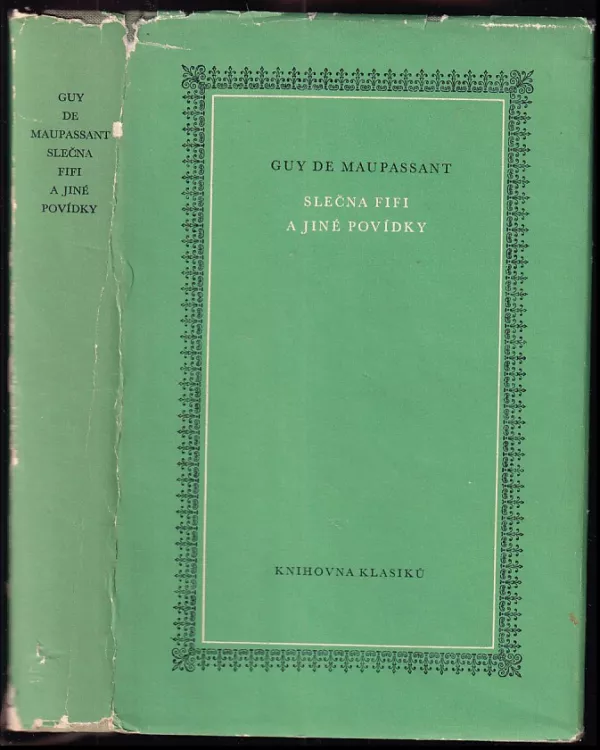 GUY
DE
MAUPASSANT
SLEČNA
FIFI
A JINÉ
POVÍDKY
GUY DE MAUPASSANT
SLEČNA FIFI
A JINÉ POVÍDKY
KNIHOVNA KLASIKŮ